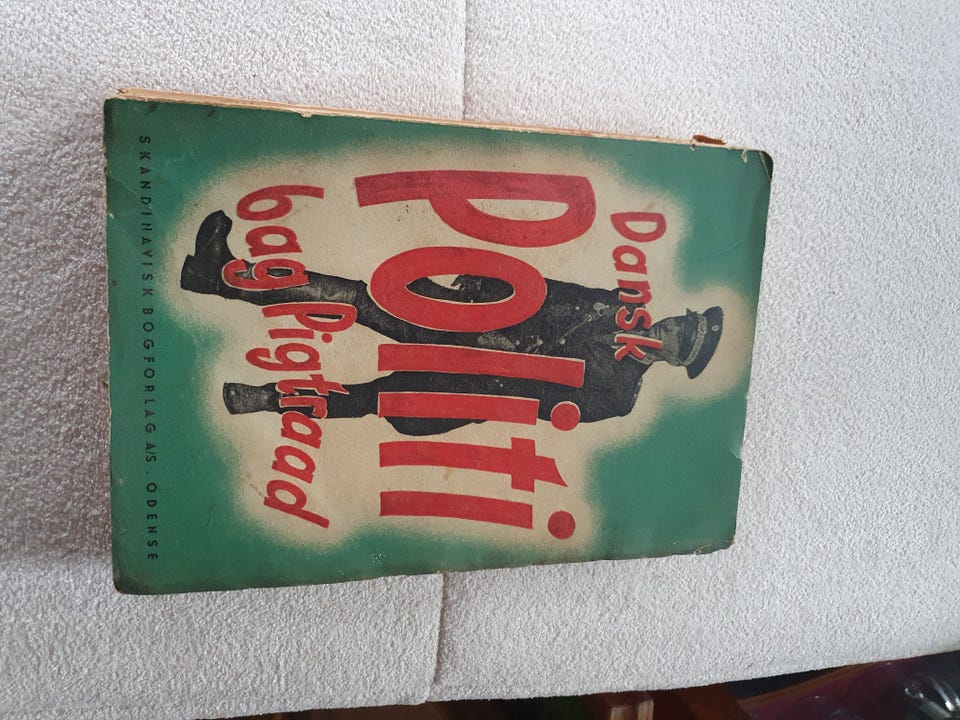 Dansk
Politi
bag Pigtraad
SKANDINAVISK BOGFORLAG A/S . ODENSE